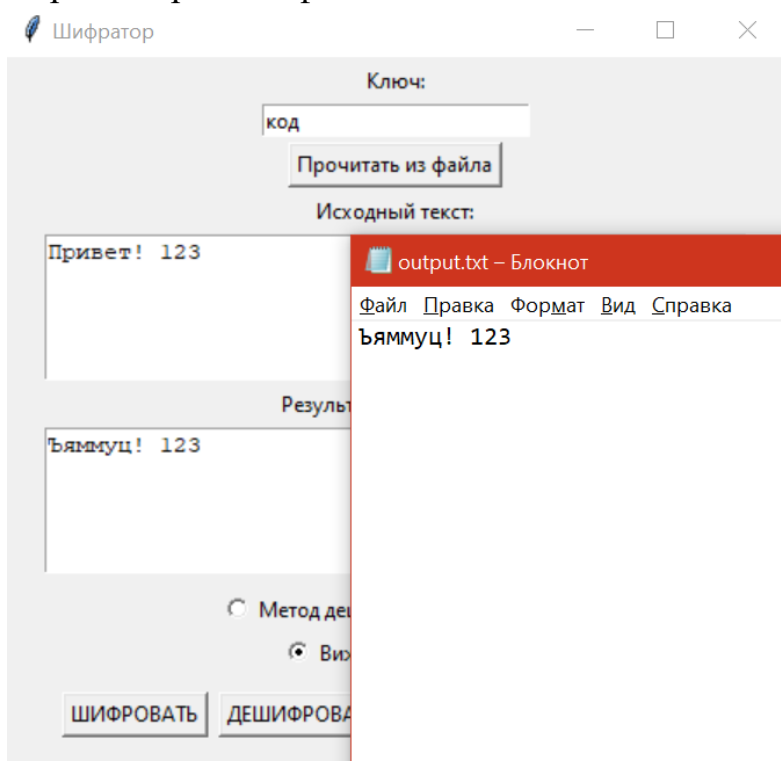 Шифратор
Ключ:
код
Прочитать из файла
Исходный текст:
Привет! 123
output.txt – Блокнот
Файл Правка Формат Вид Справка
Ъяммуц! 123
Ъяммуц! 123
Метод
ШИФРОВАТЬ